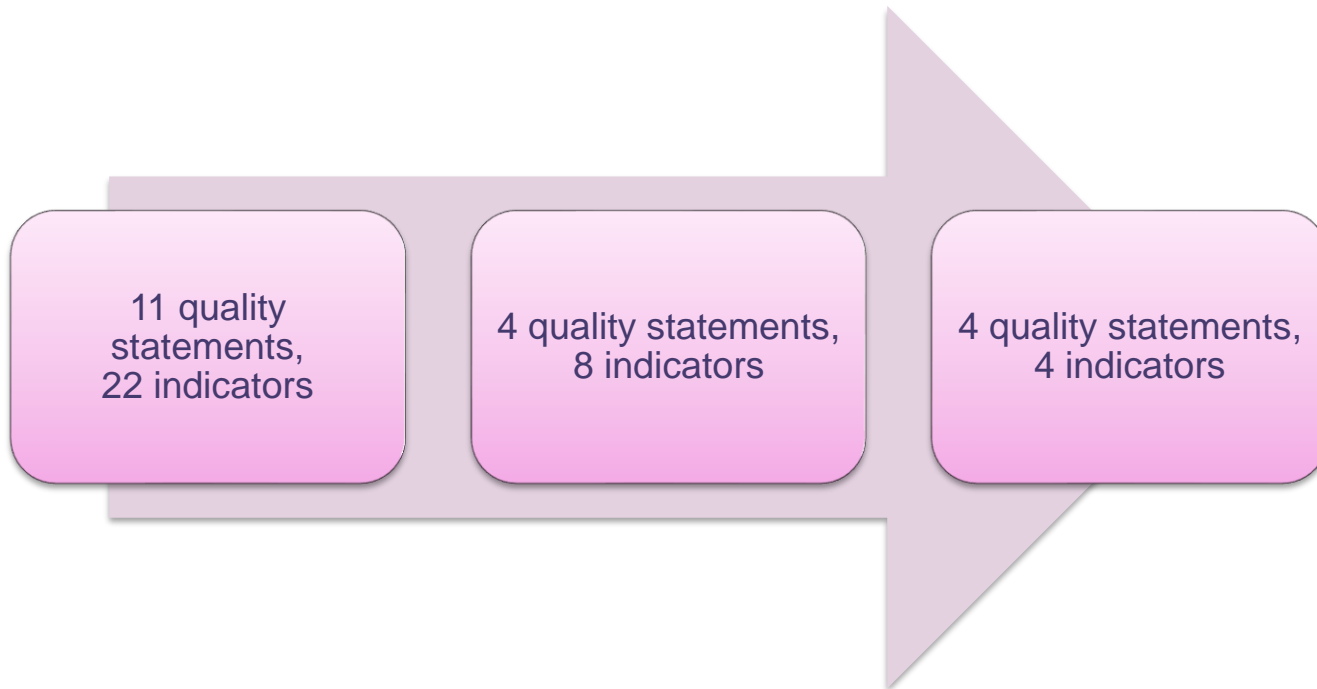 11 quality
statements,
22 indicators
4 quality statements,
8 indicators
4 quality statements,
4 indicators